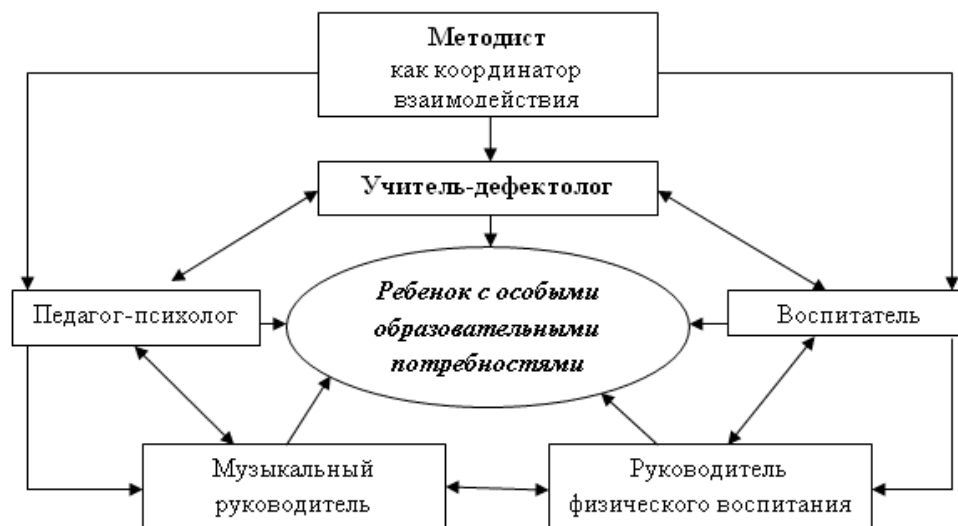 Методист
как координатор
взаимодействия
Учитель-дефектолог
Педагог-психолог
Ребенок с особыми
образовательными
потребностями
Воспитатель
Музыкальный
руководитель
Руководитель
физического воспитания